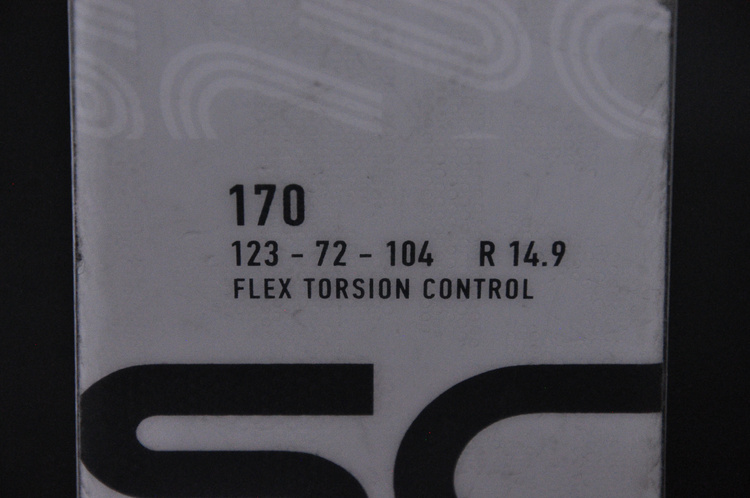 170
123 - 72 - 104 R 14.9
FLEX TORSION CONTROL